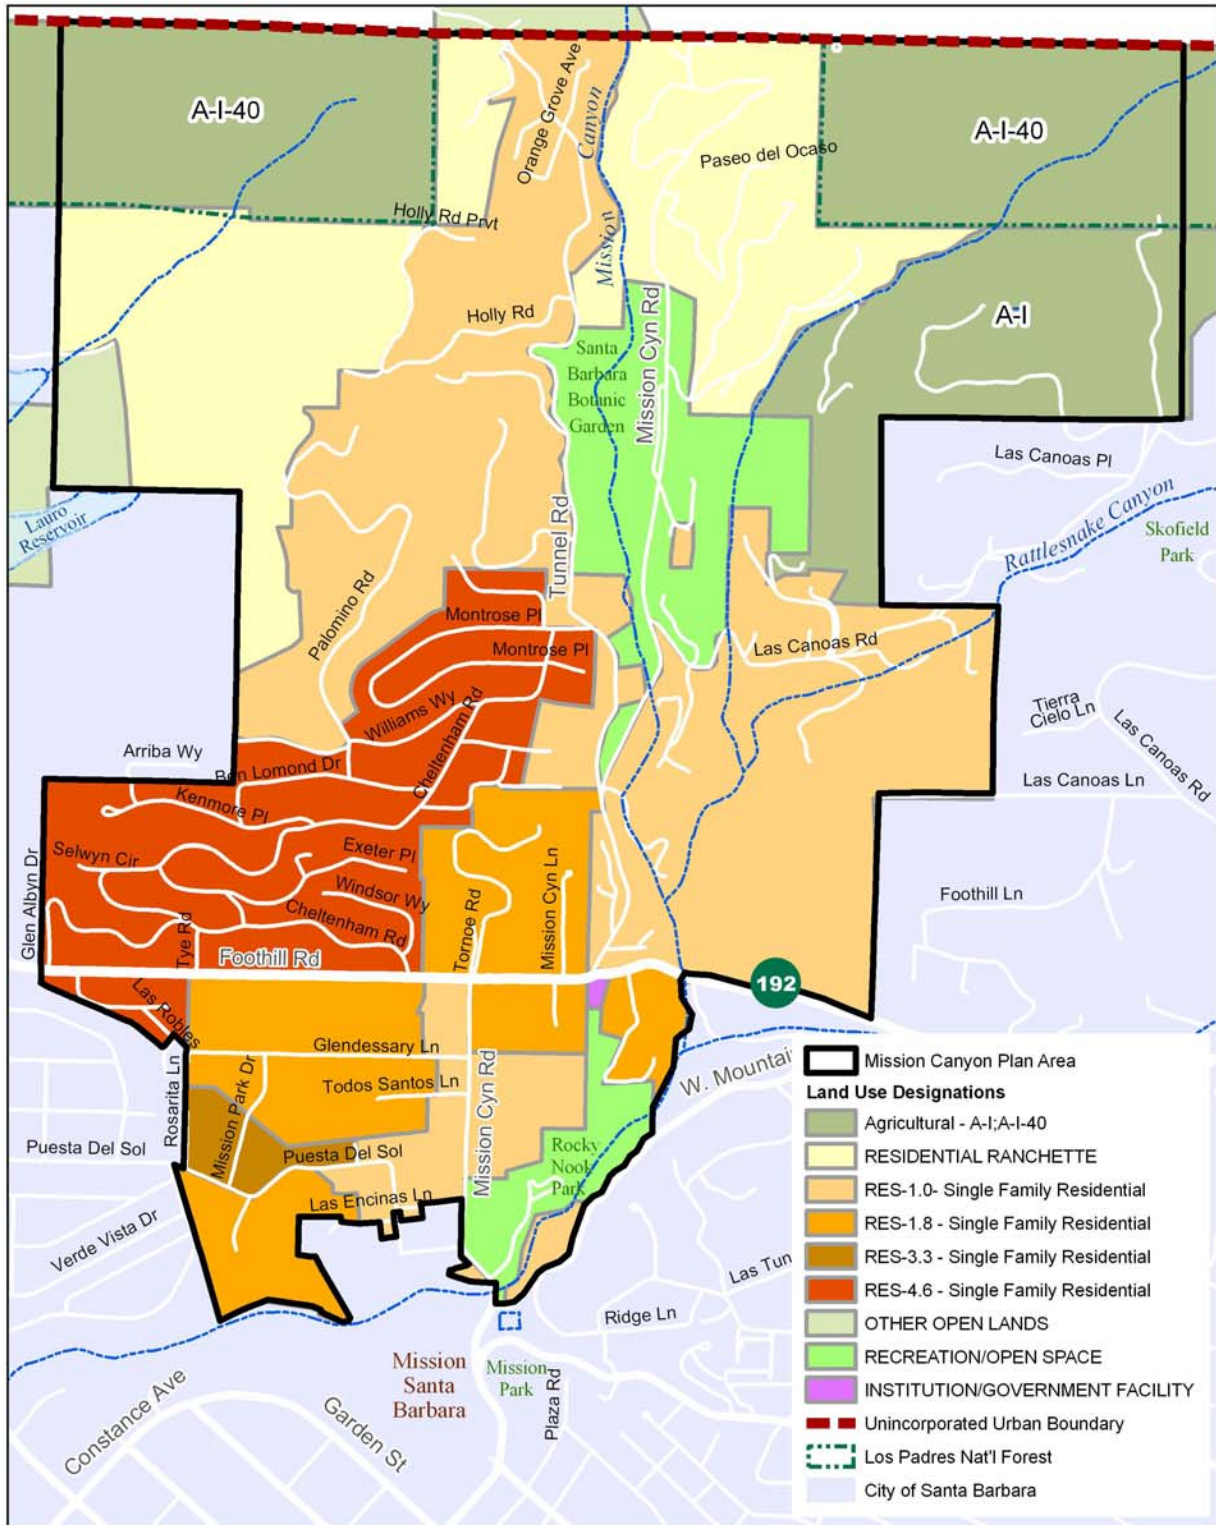 A-I-40
Orange Grove Ave
Canyon
Mission
A-I-40
Paseo del Ocaso
Holly Rd Prvt
Holly Rd
A-I
Santa
Barbara
Botanic
Garden
Mission Cyn Rd
Las Canoas Pl
Rattlesnake Canyon
Skofield
Park
Lauro
Reservoir
Tunnel Rd
Palomino Rd
Montrose Pl
Montrose Pl
Las Canoas Rd
Williams Wy
Cheltenham Rd
Tierra
Cielo Ln
Las Canoas Rd
Arriba Wy
Ben Lomond Dr
Las Canoas Ln
Kenmore Pl
Exeter Pl
Selwyn Cir
Windsor Wy
Glen Albyn Dr
Tye Rd
Cheltenham Rd
Tornoe Rd
Mission Cyn Ln
Foothill Ln
Foothill Rd
192
Las Robles
Glendessary Ln
Rosarita Ln
Mission Park Dr
Todos Santos Ln
Mission Cyn Rd
W. Mountain
Puesta Del Sol
Puesta Del Sol
Rocky
Nook
Park
Las Encinas Ln
Verde Vista Dr
Las Tun
Ridge Ln
Mission
Santa
Barbara
Mission
Park
Plaza Rd
Constance Ave
Garden St
Mission Canyon Plan Area
Land Use Designations
Agricultural - A-I;A-I-40
RESIDENTIAL RANCHETTE
RES-1.0- Single Family Residential
RES-1.8 - Single Family Residential
RES-3.3 - Single Family Residential
RES-4.6 - Single Family Residential
OTHER OPEN LANDS
RECREATION/OPEN SPACE
INSTITUTION/GOVERNMENT FACILITY
Unincorporated Urban Boundary
Los Padres Nat'l Forest
City of Santa Barbara